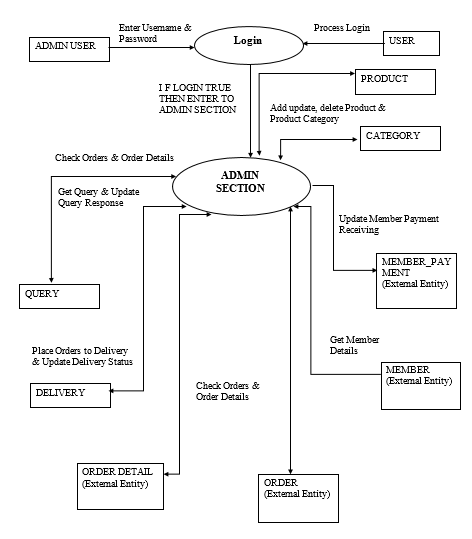 Enter Username &
Password
Process Login
ADMIN USER
Login
USER
PRODUCT
I F LOGIN TRUE
THEN ENTER TO
ADMIN SECTION
Add update, delete Product &
Product Category
CATEGORY
Check Orders & Order Details
ADMIN
SECTION
Get Query & Update
Query Response
Update Member Payment
Receiving
MEMBER_PAY
MENT
(External Entity)
QUERY
Place Orders to Delivery
& Update Delivery Status
Get Member
Details
MEMBER
(External Entity)
DELIVERY
Check Orders &
Order Details
ORDER DETAIL
(External Entity)
ORDER
(External Entity)